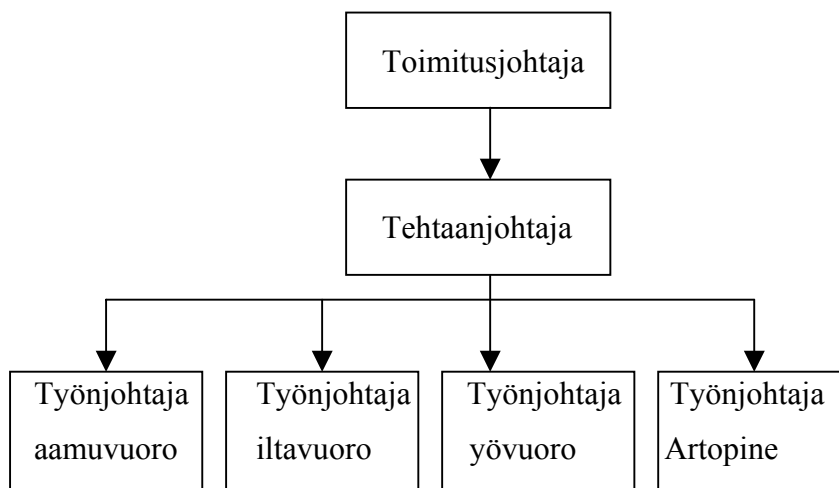 Toimitusjohtaja
Tehtaanjohtaja
Työnjohtaja
aamuvuoro
Työnjohtaja
iltavuoro
Työnjohtaja
yövuoro
Työnjohtaja
Artopine